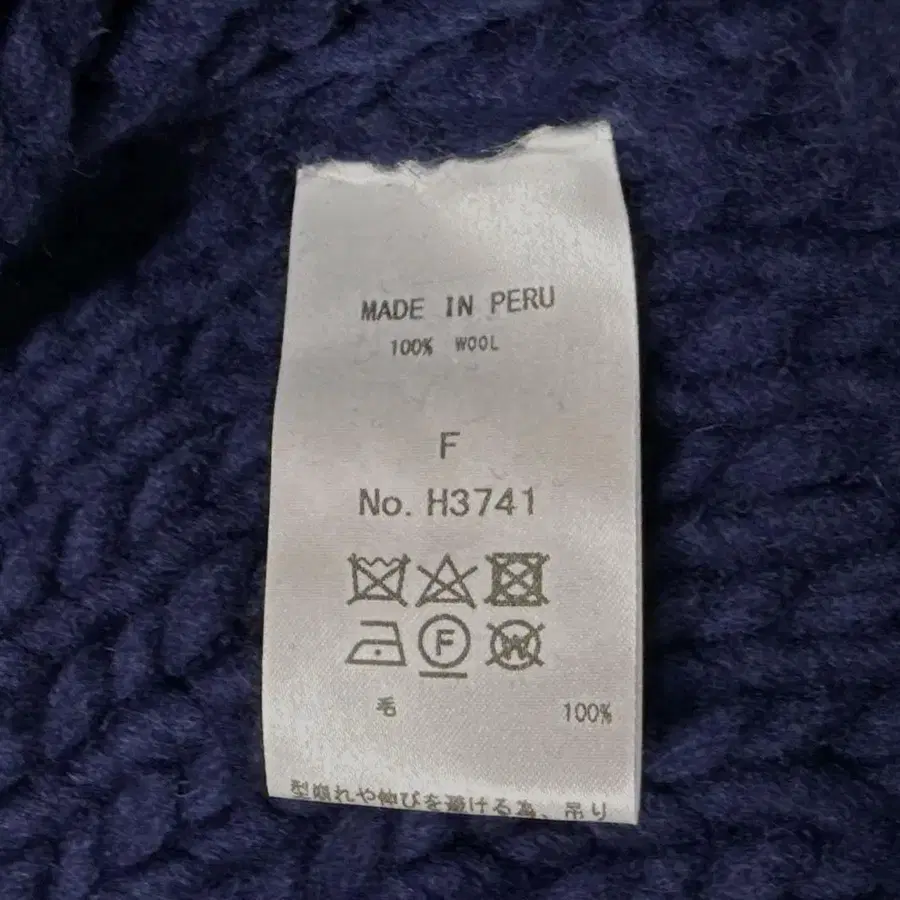 MADE IN PERU
100% WOOL
F
No. H3741
F
W
毛 100%
型崩れや伸びを避ける為、吊り